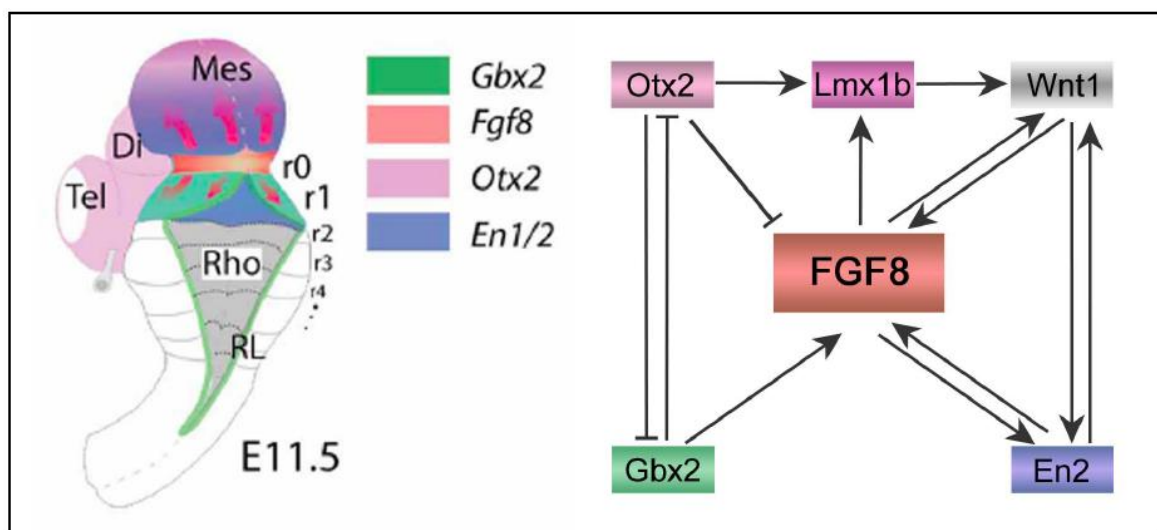 Mes
Di
Tel
r0
r1
r2
r3
r4
Rho
RL
E11.5
Gbx2
Fgf8
Otx2
En1/2
Otx2
Lmx1b
Wnt1
FGF8
Gbx2
En2